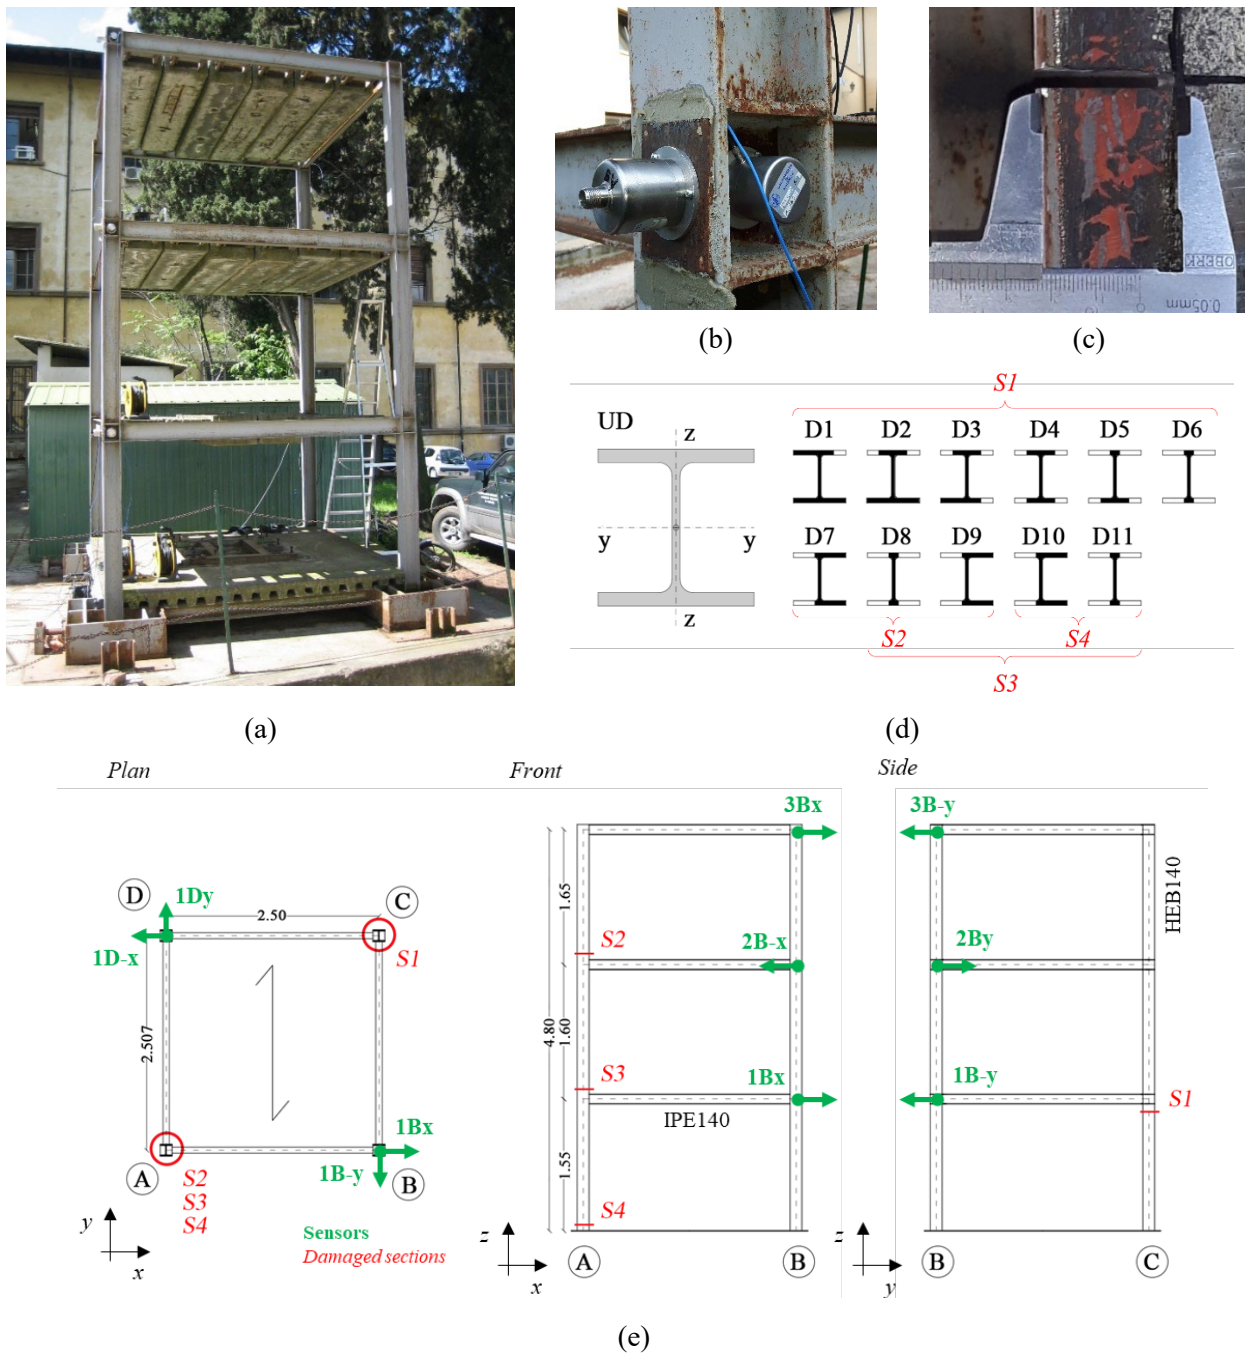 (a)
(b)
(c)
0.05mm
S1
UD
z
y
y
z
D1 D2 D3 D4 D5 D6
D7 D8 D9 D10 D11
S2
S4
S3
(d)
Plan
Front
Side
D
1Dy
C
2.50
1D-x
S1
2.507
1Bx
A
1B-y
B
S2
S3
S4
y
x
Sensors
Damaged sections
3Bx
1.65
S2
2B-x
4.80
1.60
S3
1Bx
IPE140
1.55
S4
z
x
A
B
3B-y
HEB140
2By
1B-y
S1
z
y
B
C
(e)